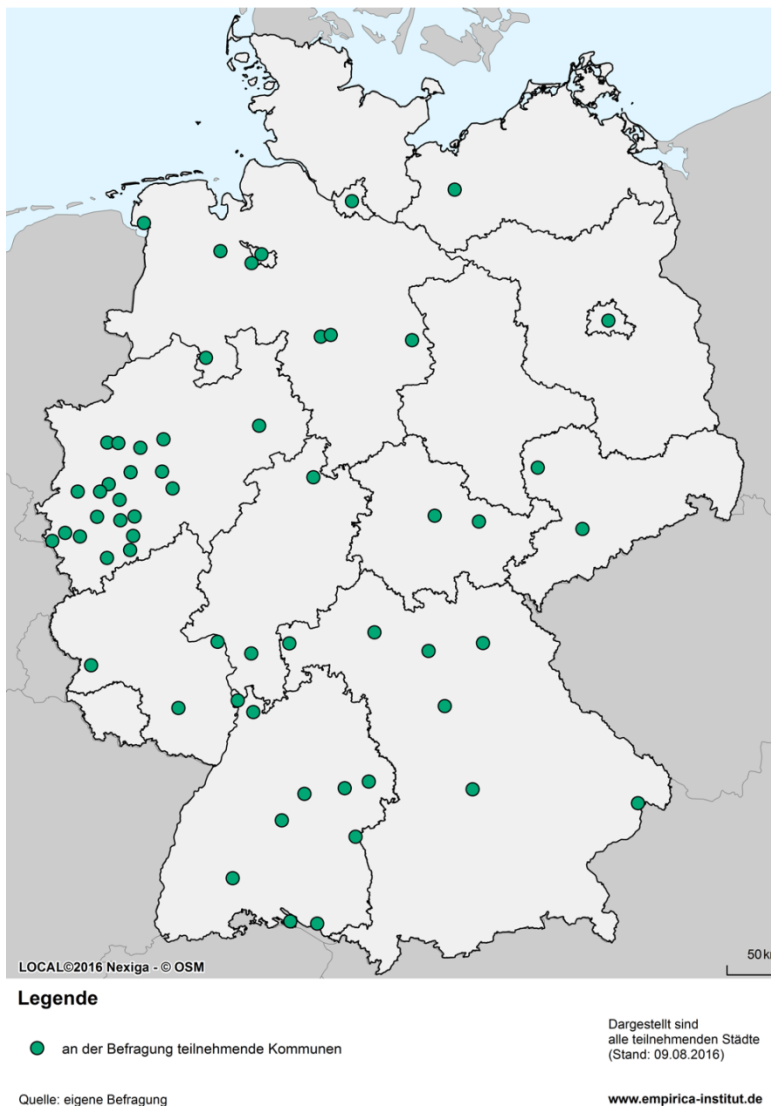 LOCAL©2016 Nexiga - © OSM
50
Legende
an der Befragung teilnehmende Kommunen
Dargestellt sind
alle teilnehmenden Städte
(Stand: 09.08.2016)
Quelle: eigene Befragung
www.empirica-institut.de